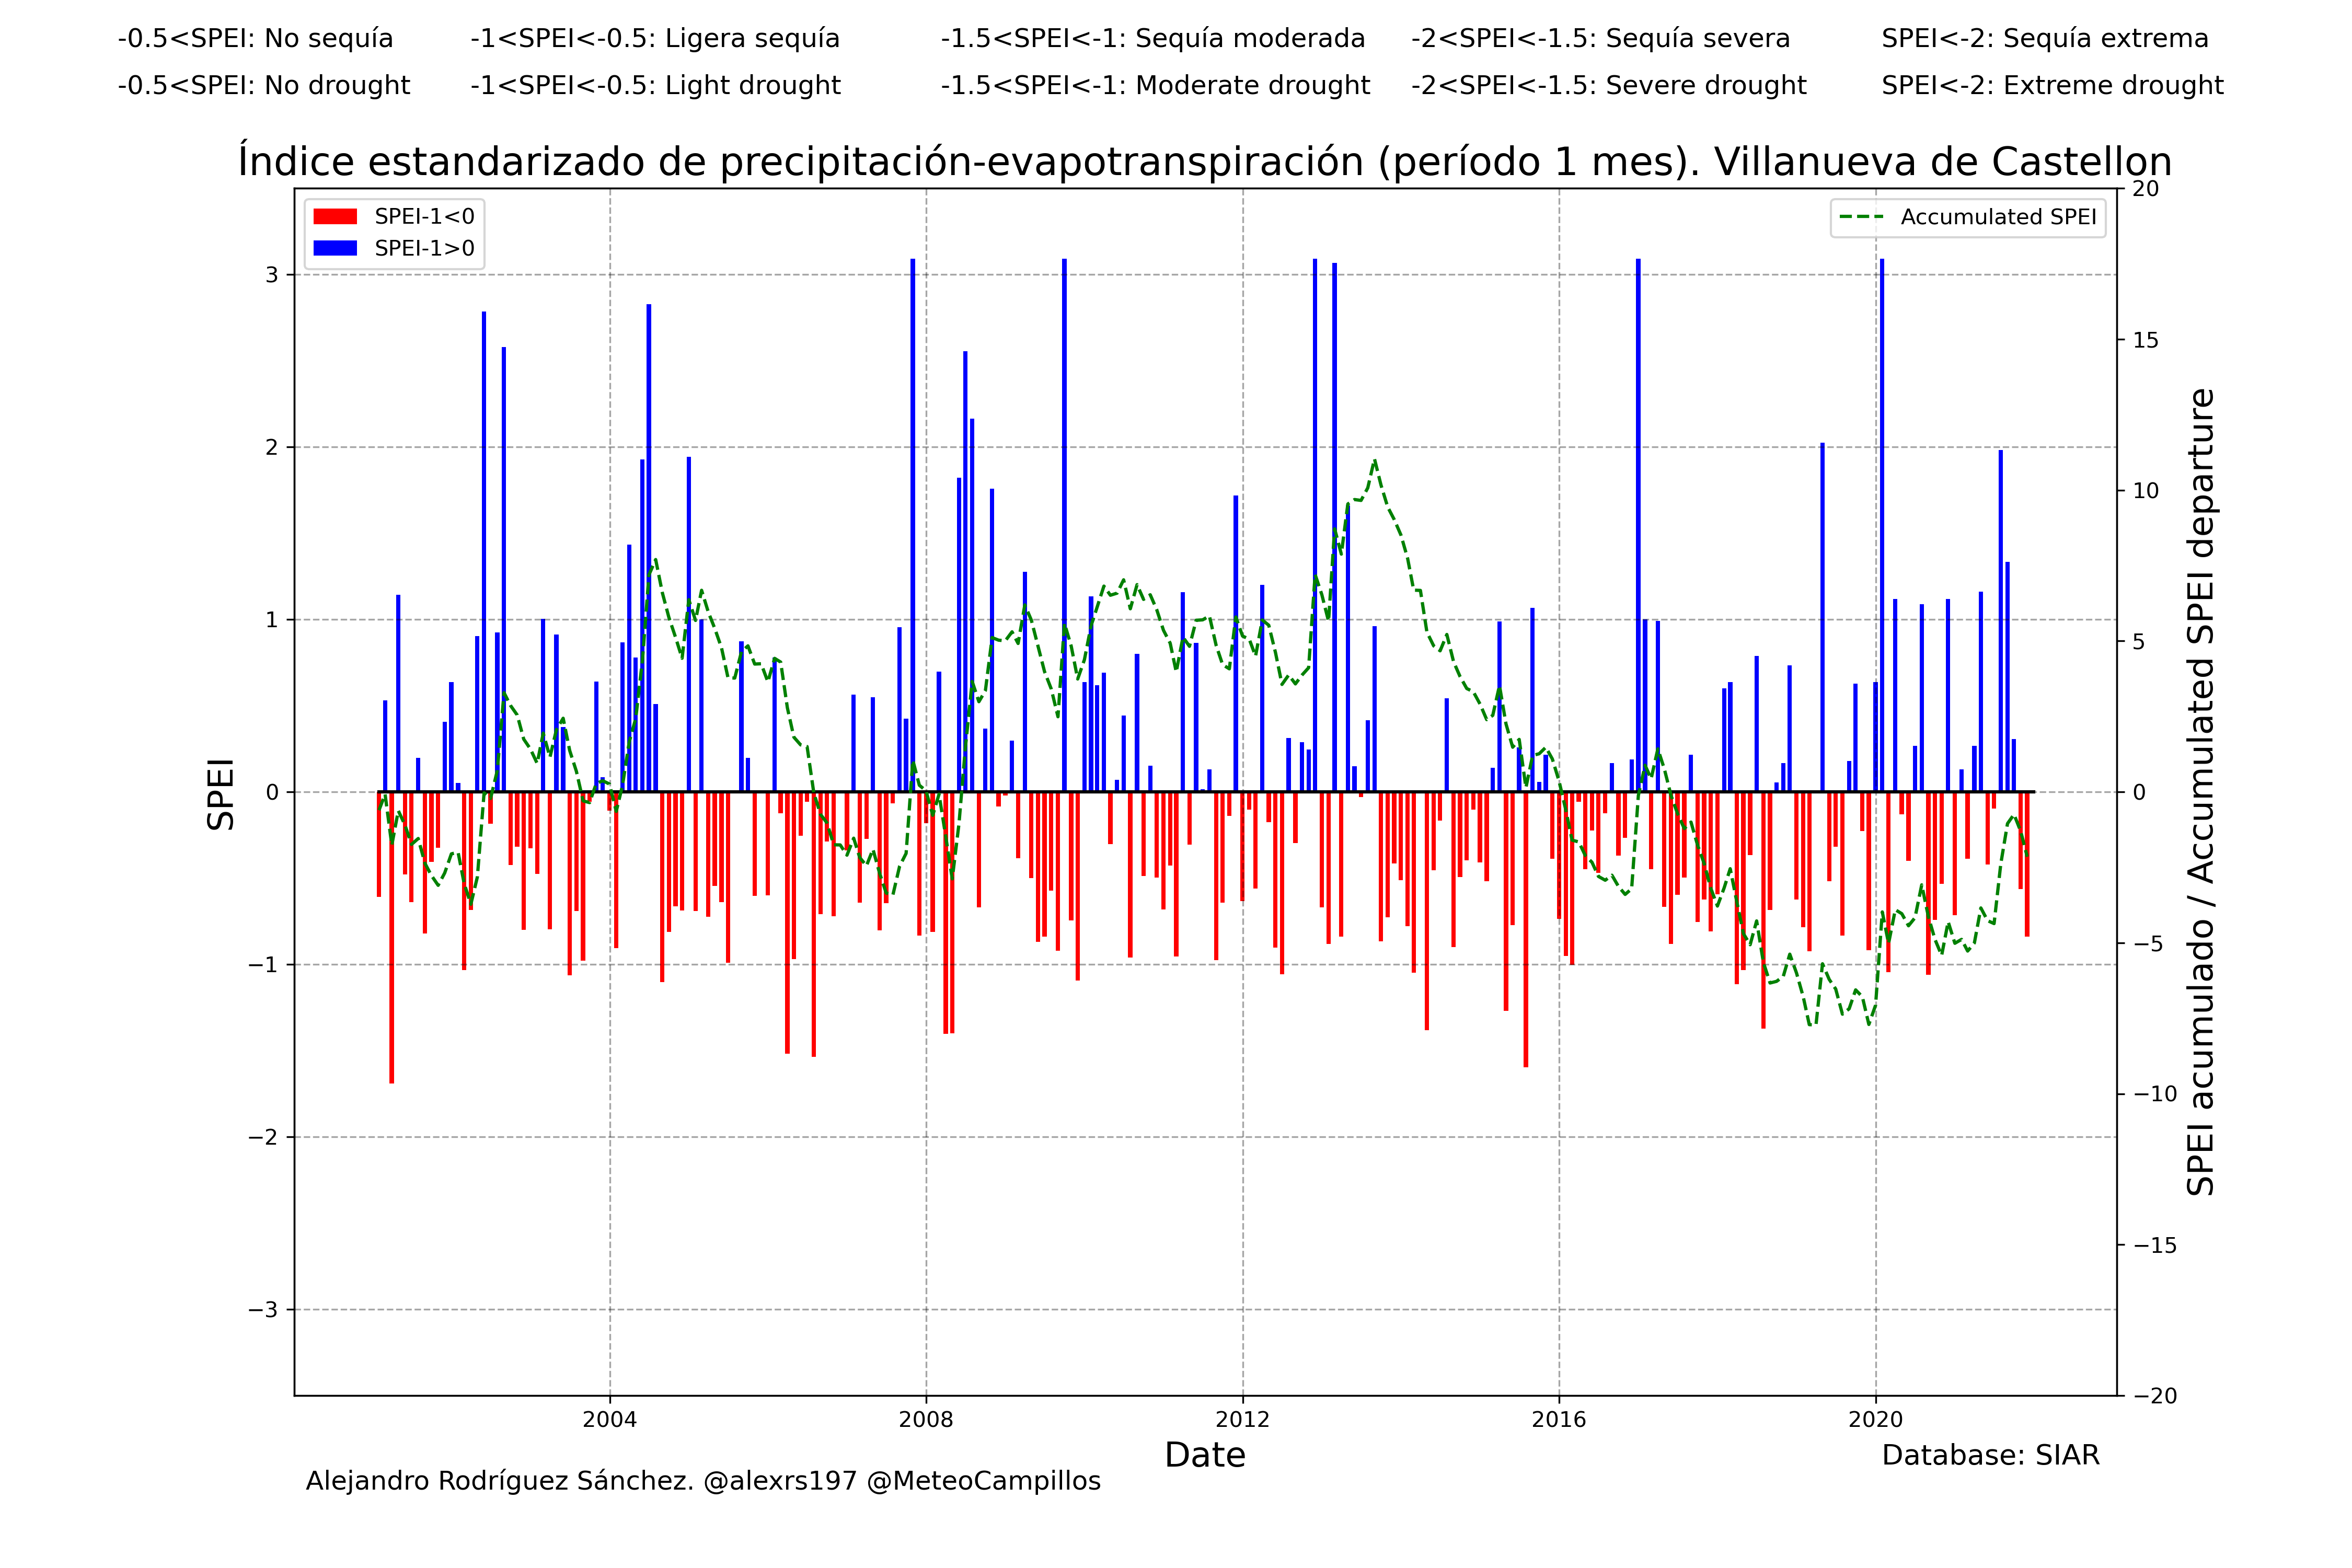 -0.5<SPEI: No sequía -1<SPEI<-0.5: Ligera sequía -1.5<SPEI<-1: Sequía moderada -2<SPEI<-1.5: Sequía severa SPEI<-2: Sequía extrema
-0.5<SPEI: No drought -1<SPEI<-0.5: Light drought -1.5<SPEI<-1: Moderate drought -2<SPEI<-1.5: Severe drought SPEI<-2: Extreme drought
Índice estandarizado de precipitación-evapotranspiración (período 1 mes). Villanueva de Castellon
SPEI-1<0
SPEI-1>0
Accumulated SPEI
SPEI
3
2
1
0
−1
−2
−3
20
15
10
5
0
−5
−10
−15
−20
SPEI acumulado / Accumulated SPEI departure
2004 2008 2012 2016 2020
Date
Database: SIAR
Alejandro Rodríguez Sánchez. @alexrs197 @MeteoCampillos